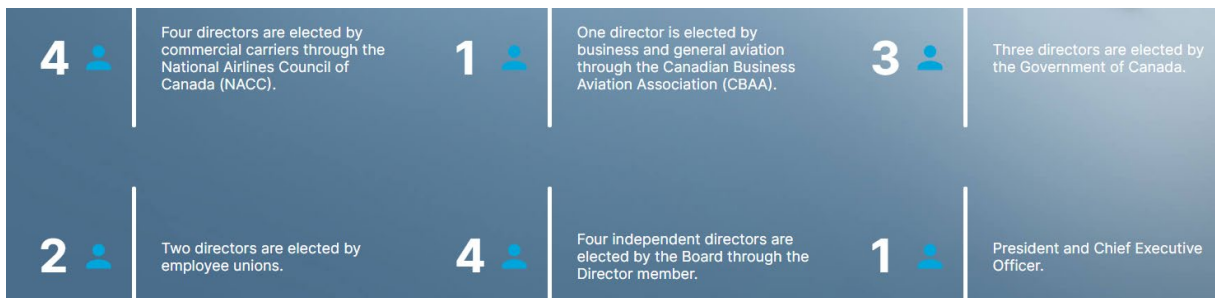 4
Four directors are elected by
commercial carriers through the
National Airlines Council of
Canada (NACC).
1
One director is elected by
business and general aviation
through the Canadian Business
Aviation Association (CBAA).
3
Three directors are elected by
the Government of Canada.
2
Two directors are elected by
employee unions.
4
Four independent directors are
elected by the Board through the
Director member.
1
President and Chief Executive
Officer.